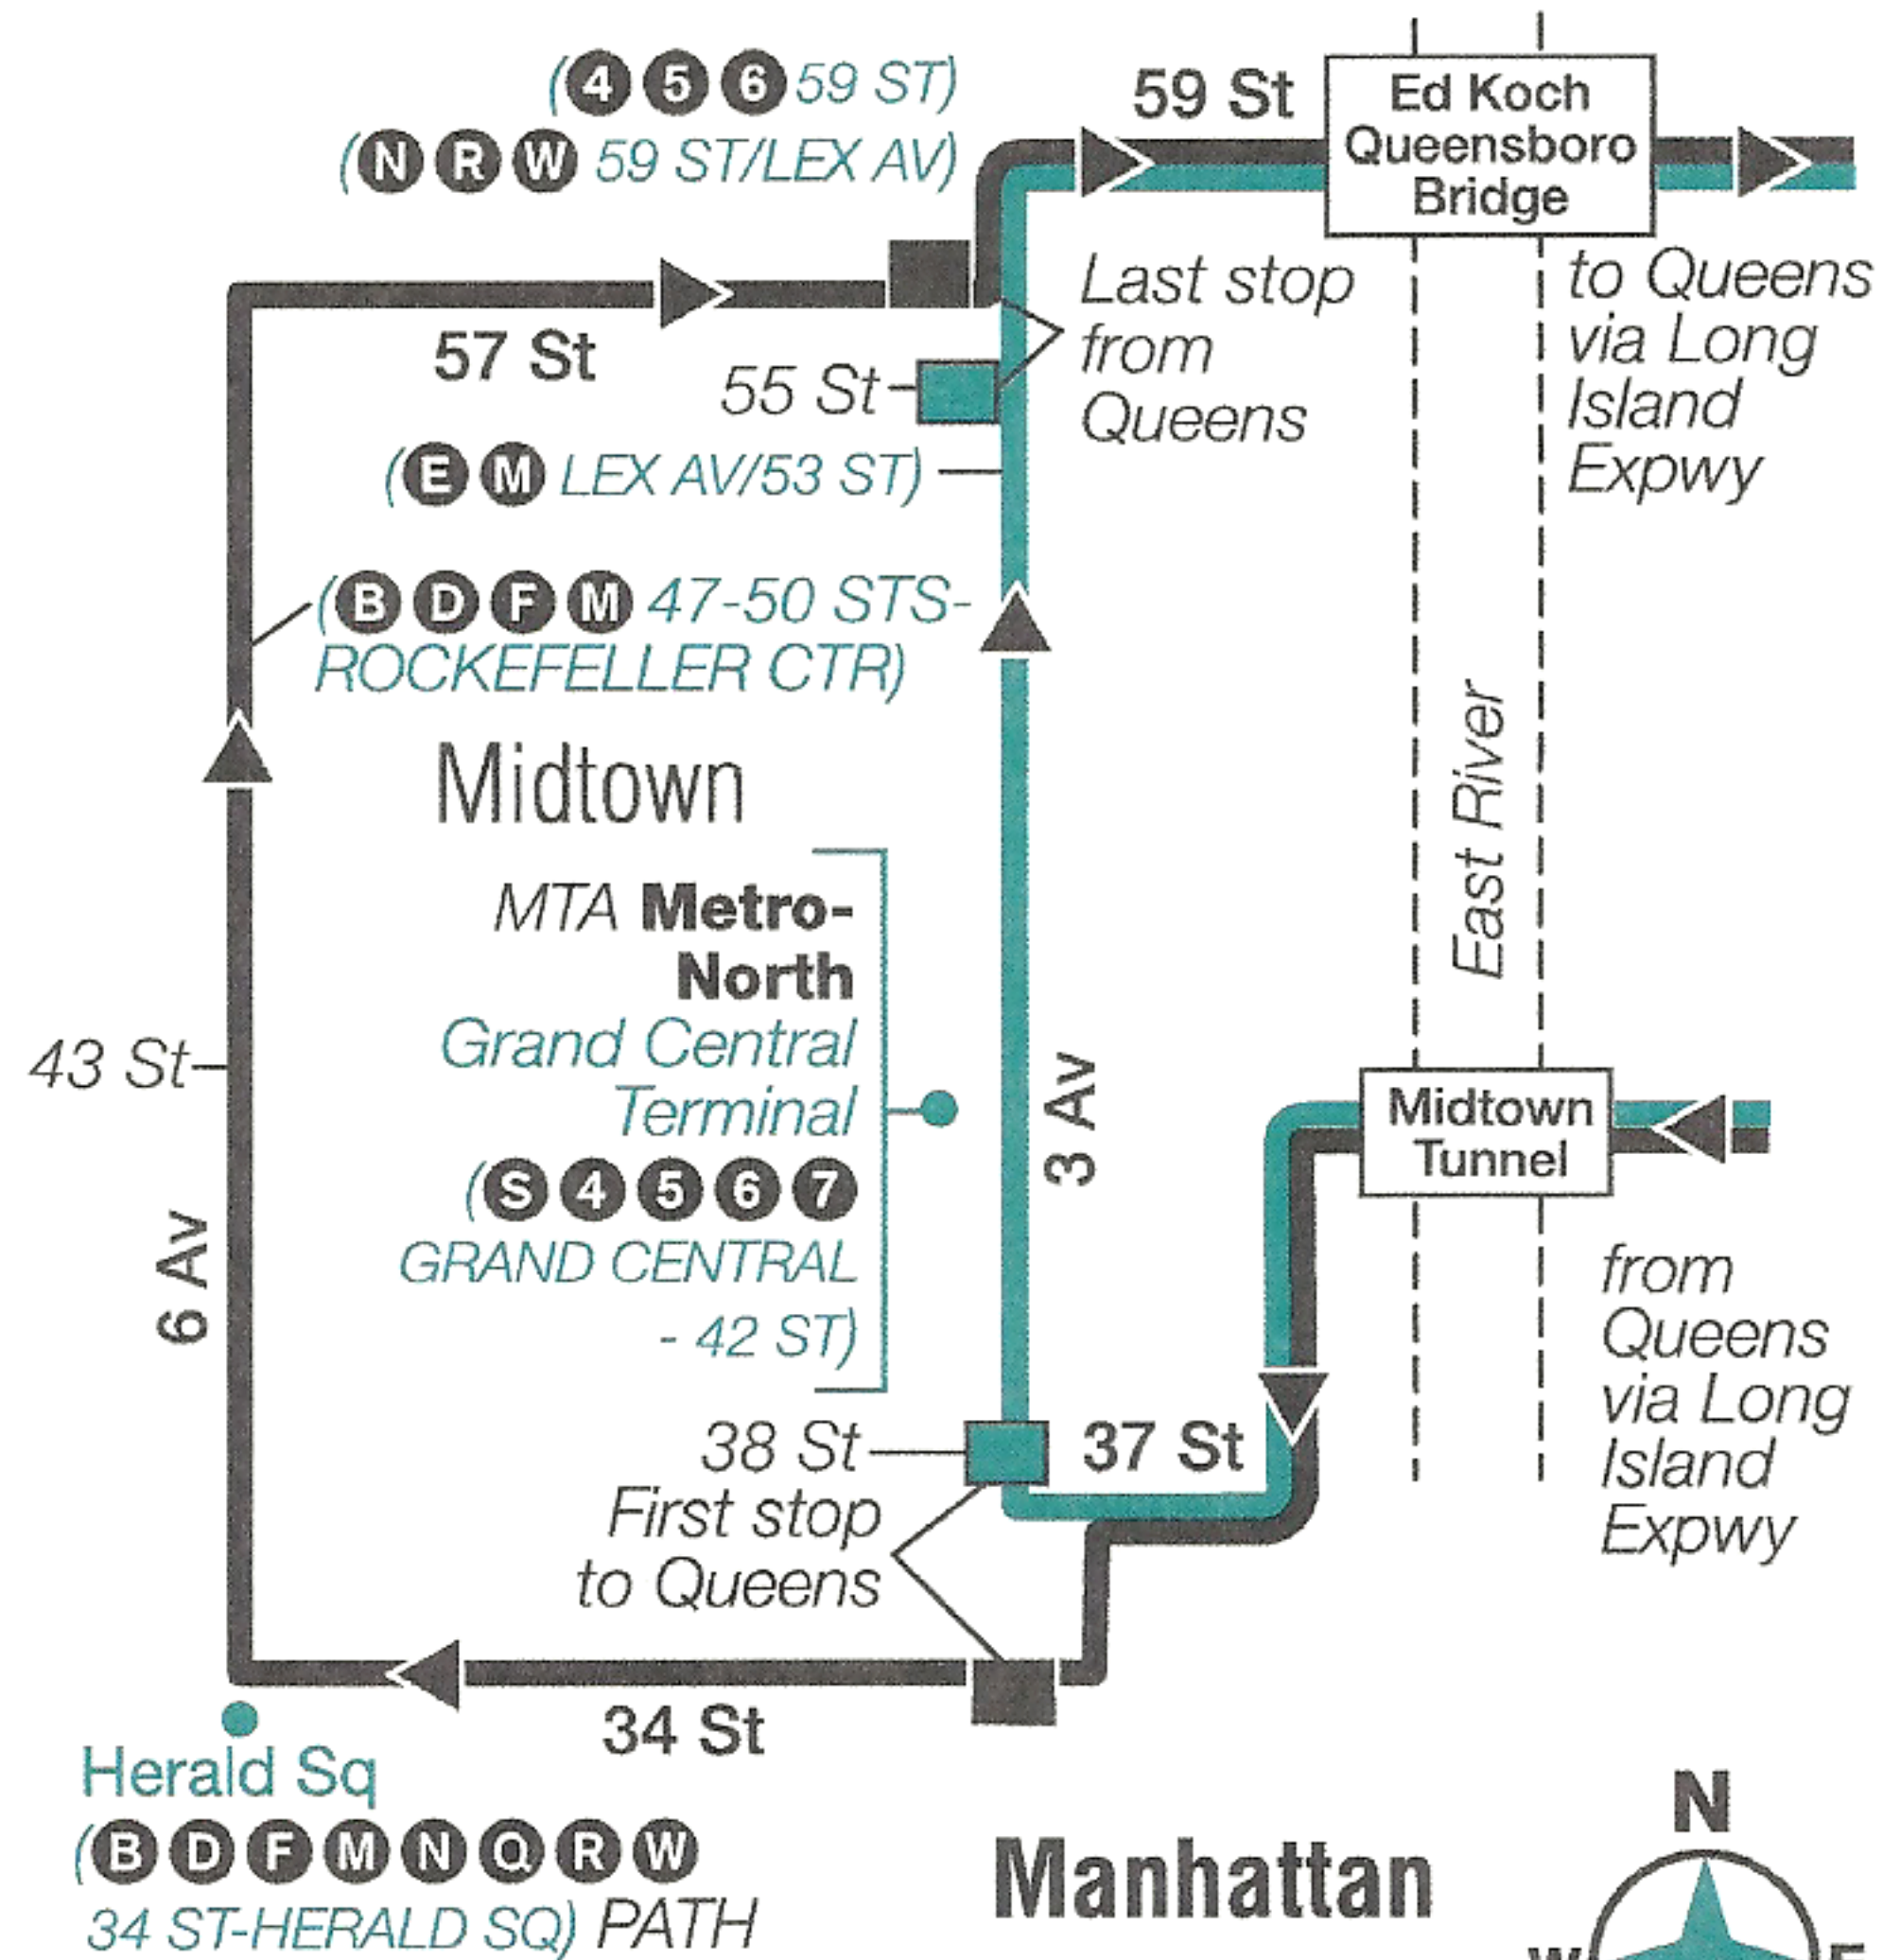 (4 5 6 59 ST)
(N R W 59 ST/LEX AV)
59 St
Ed Koch
Queensboro
Bridge
57 St
Last stop
from
Queens
to Queens
via Long
Island
Expwy
55 St
(E M LEX AV/53 ST)
(B D F M 47-50 STS-
ROCKEFELLER CTR)
Midtown
East River
MTA Metro-
North
Grand Central
Terminal
(S 4 5 6 7
GRAND CENTRAL
- 42 ST)
43 St
3 Av
Midtown
Tunnel
6 Av
from
Queens
via Long
Island
Expwy
38 St
First stop
to Queens
37 St
34 St
Herald Sq
(B D F M N Q R W
34 ST-HERALD SQ) PATH
Manhattan
N
W E